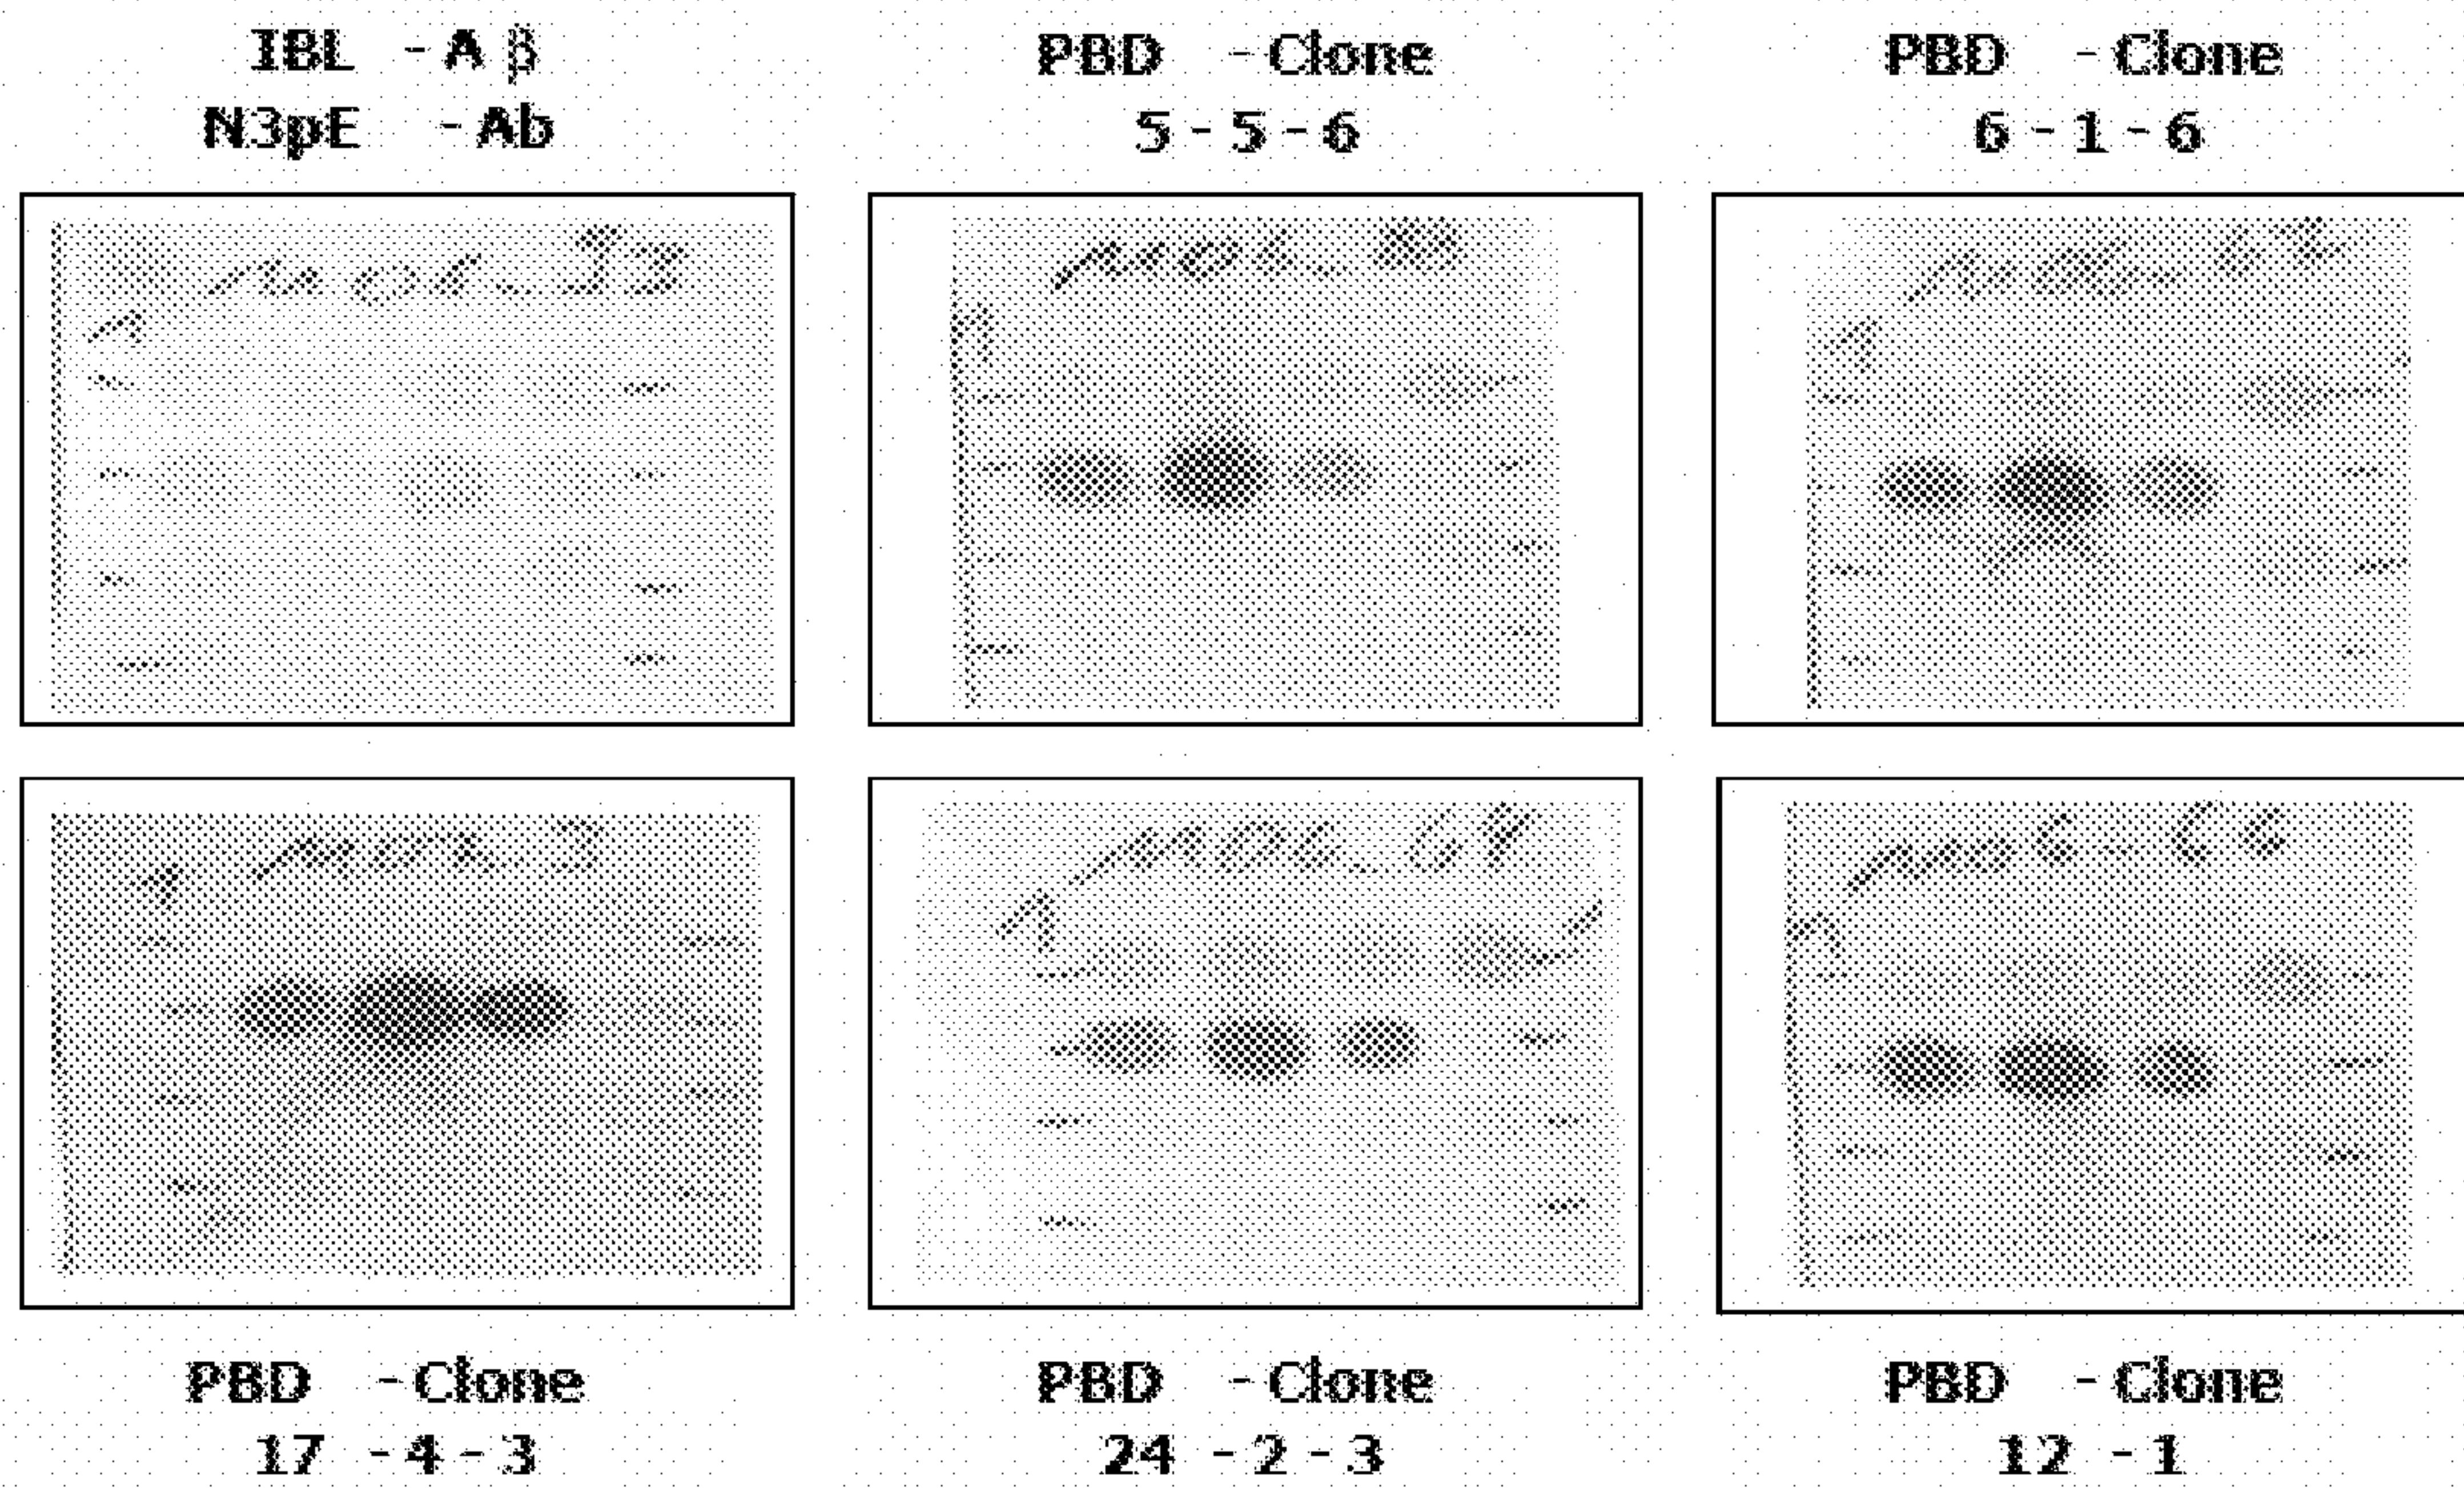 IBL - A β
N3pE - Ab
PBD - Clone
5 - 5 - 6
PBD - Clone
6 - 1 - 6
PBD - Clone
17 - 4 - 3
PBD - Clone
24 - 2 - 3
PBD - Clone
12 - 1